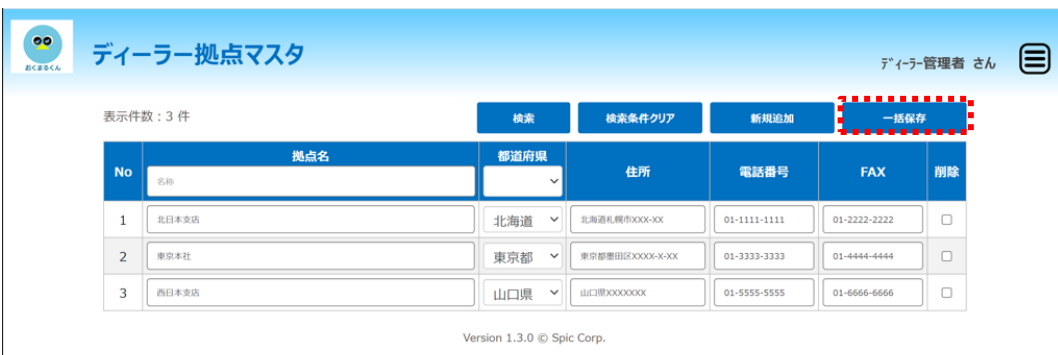 おくまるくん
ディーラー拠点マスタ
ﾃﾞｨｰﾗｰ管理者 さん
表示件数：3 件
検索
検索条件クリア
新規追加
一括保存
No 拠点名 都道府県 住所 電話番号 FAX 削除
名称
1 北日本支店 北海道 北海道札幌市XXX-XX 01-1111-1111 01-2222-2222
2 東京本社 東京都 東京都墨田区XXXX-X-XX 01-3333-3333 01-4444-4444
3 西日本支店 山口県 山口県XXXXXXX 01-5555-5555 01-6666-6666
Version 1.3.0 © Spic Corp.